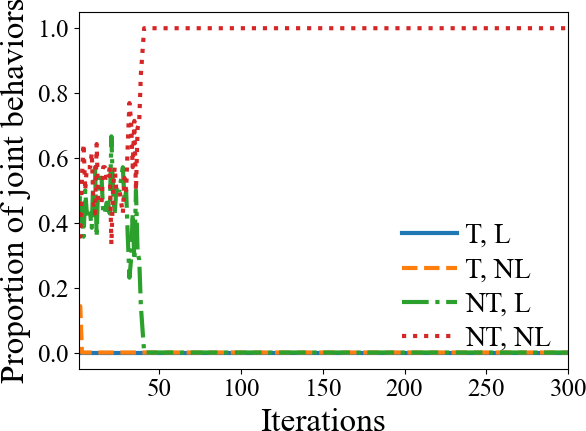 Proportion of joint behaviors
1.0
0.8
0.6
0.4
0.2
0.0
T, L
T, NL
NT, L
NT, NL
50
100
150
200
250
300
Iterations